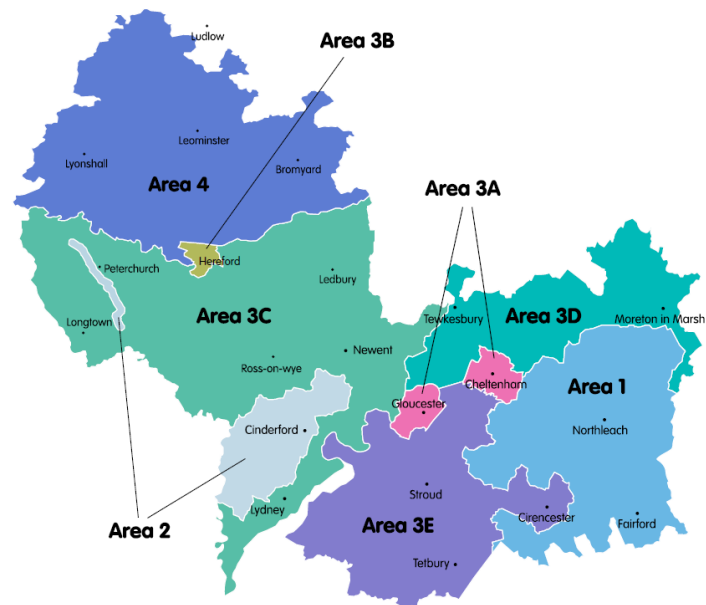 Ludlow
Area 3B
Leominster
Lyonshall
Bromyard
Area 4
Area 3A
Hereford
Peterchurch
Ledbury
Longtown
Area 3C
Tewkesbury
Area 3D
Moreton in Marsh
Newent
Ross-on-wye
Cheltenham
Area 1
Gloucester
Northleach
Cinderford
Stroud
Lydney
Cirencester
Fairford
Area 2
Area 3E
Tetbury